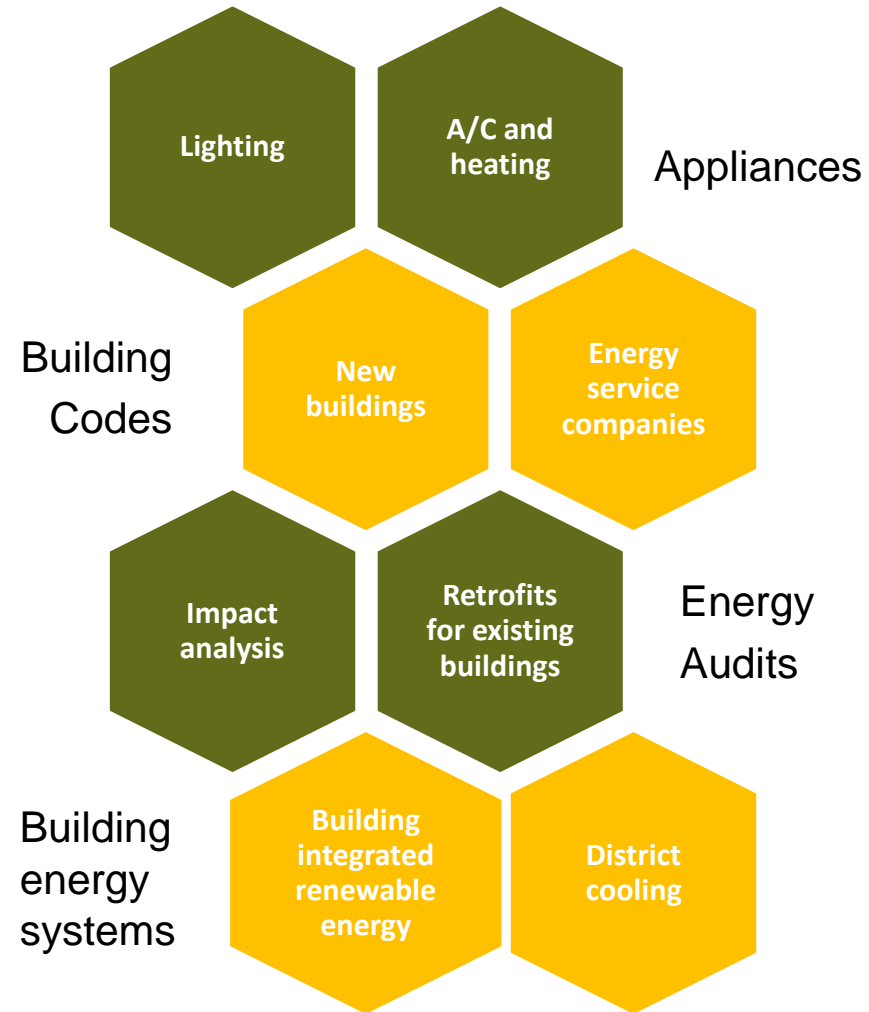 Lighting
A/C and
heating
Appliances
Building
Codes
New
buildings
Energy
service
companies
Impact
analysis
Retrofits
for existing
buildings
Energy
Audits
Building
energy
systems
Building
integrated
renewable
energy
District
cooling